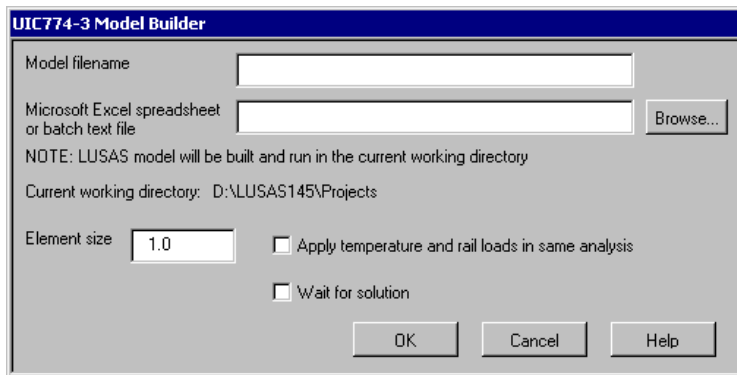 UIC774-3 Model Builder
Model filename
Microsoft Excel spreadsheet
or batch text file
Browse...
NOTE: LUSAS model will be built and run in the current working directory
Current working directory: D:\LUSAS145\Projects
Element size 1.0 Apply temperature and rail loads in same analysis
Wait for solution
OK Cancel Help